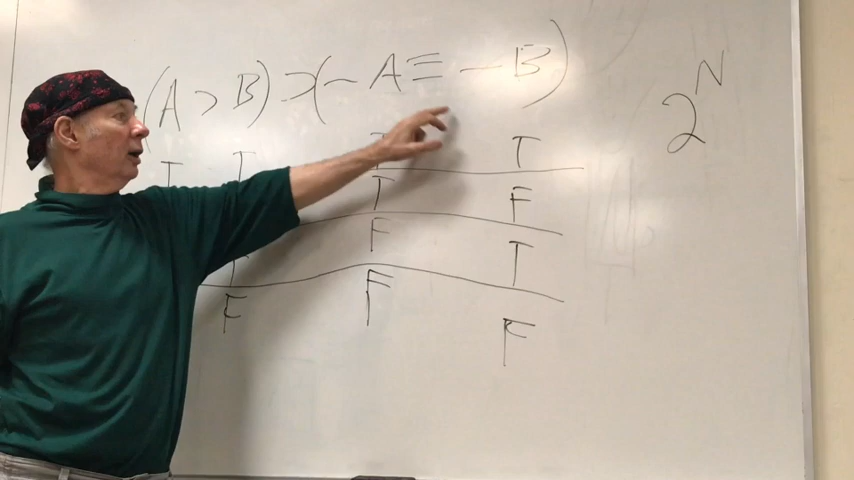 (A > B) ⊃ (- A ≡ - B)
2^N
T T T T
T F
F T
F F F